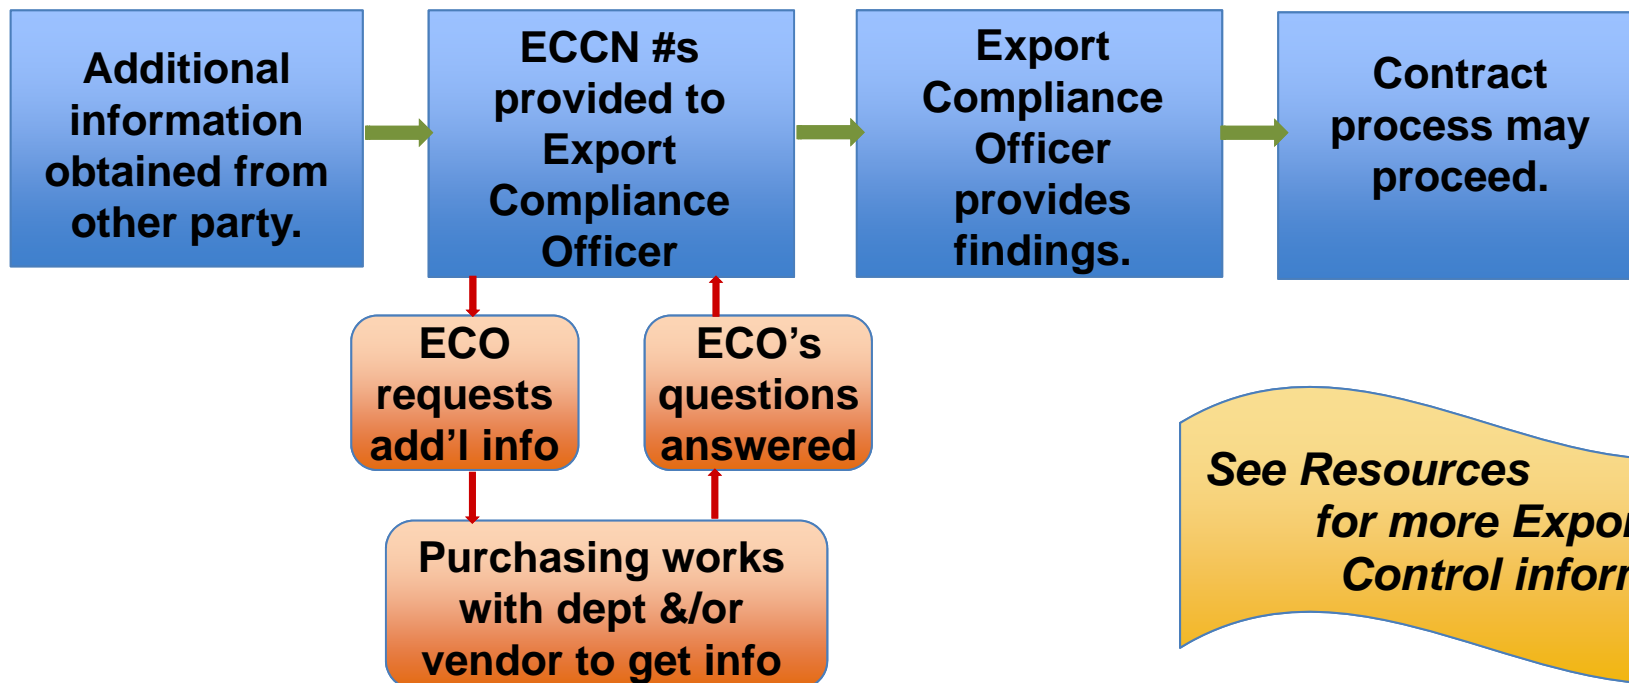 Additional
information
obtained from
other party.
ECCN #s
provided to
Export
Compliance
Officer
Export
Compliance
Officer
provides
findings.
Contract
process may
proceed.
ECO
requests
add’l info
ECO’s
questions
answered
Purchasing works
with dept &/or
vendor to get info
See Resources
for more
Control